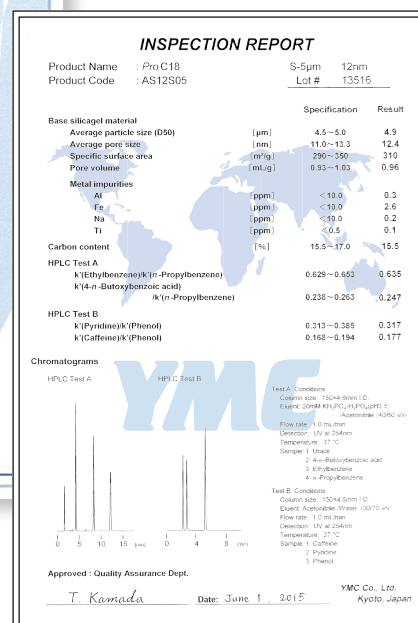 INSPECTION REPORT
Product Name : Pro C18 S-5μm 12nm
Product Code : AS12S05 Lot # 13516
Specification Result
Base silicagel material
Average particle size (D50) [μm] 4.5~5.0 4.9
Average pore size [nm] 11.0~13.3 12.4
Specific surface area [m²/g] 290~350 310
Pore volume [mL/g] 0.93~1.03 0.96
Metal impurities
Al [ppm] <10.0 0.3
Fe [ppm] <10.0 2.6
Na [ppm] <10.0 0.2
Ti [ppm] <0.5 0.1
Carbon content [%] 15.5~17.0 15.5
HPLC Test A
k'(Ethylbenzene)/k'(n-Propylbenzene) 0.629~0.653 0.635
k'(4-n-Butoxybenzoic acid)
/k'(n-Propylbenzene) 0.238~0.263 0.247
HPLC Test B
k'(Pyridine)/k'(Phenol) 0.313~0.385 0.317
k'(Caffeine)/k'(Phenol) 0.168~0.194 0.177
Chromatograms
YMC
HPLC Test A HPLC Test B
0 5 10 15 [min] 0 4 8 [min]
Test A Conditions
Column size: 150×4.6mm I.D.
Eluent: 20mM KH₂PO₄-H₃PO₄(pH3.5)
/Acetonitrile (40/60, v/v)
Flow rate: 1.0 mL/min
Detection: UV at 254nm
Temperature: 37 °C
Sample: 1. Uracil
2. 4-n-Butoxybenzoic acid
3. Ethylbenzene
4. n-Propylbenzene
Test B Conditions
Column size: 150×4.6mm I.D.
Eluent: Acetonitrile /Water (30/70, v/v)
Flow rate: 1.0 mL/min
Detection: UV at 254nm
Temperature: 37 °C
Sample: 1. Caffeine
2. Pyridine
3. Phenol
Approved : Quality Assurance Dept.
T. Kamada Date: June 1, 2015
YMC Co., Ltd.
Kyoto, Japan